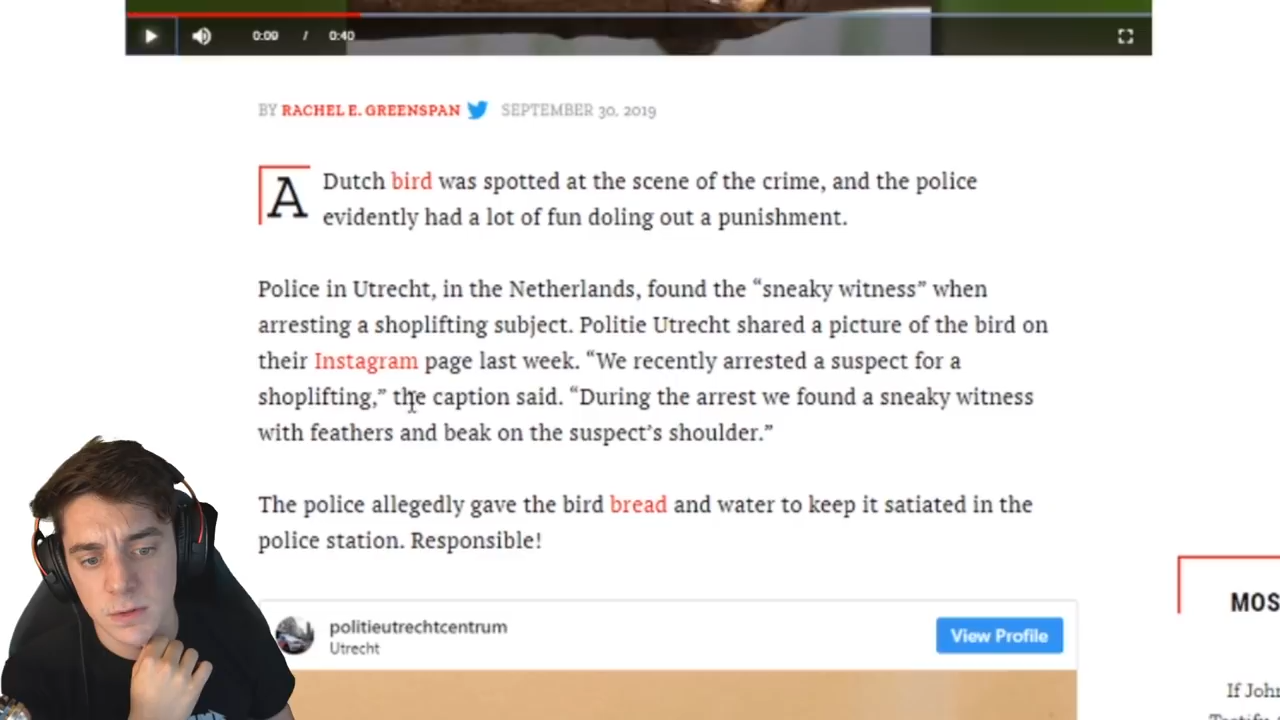 0:09 / 0:40
BY RACHEL E. GREENSPAN SEPTEMBER 30, 2019
A Dutch bird was spotted at the scene of the crime, and the police
evidently had a lot of fun doling out a punishment.
Police in Utrecht, in the Netherlands, found the “sneaky witness” when
arresting a shoplifting subject. Politie Utrecht shared a picture of the bird on
their Instagram page last week. “We recently arrested a suspect for a
shoplifting,” the caption said. “During the arrest we found a sneaky witness
with feathers and beak on the suspect’s shoulder.”
The police allegedly gave the bird bread and water to keep it satiated in the
police station. Responsible!
MOS
politieutrechtcentrum
Utrecht
View Profile
If John